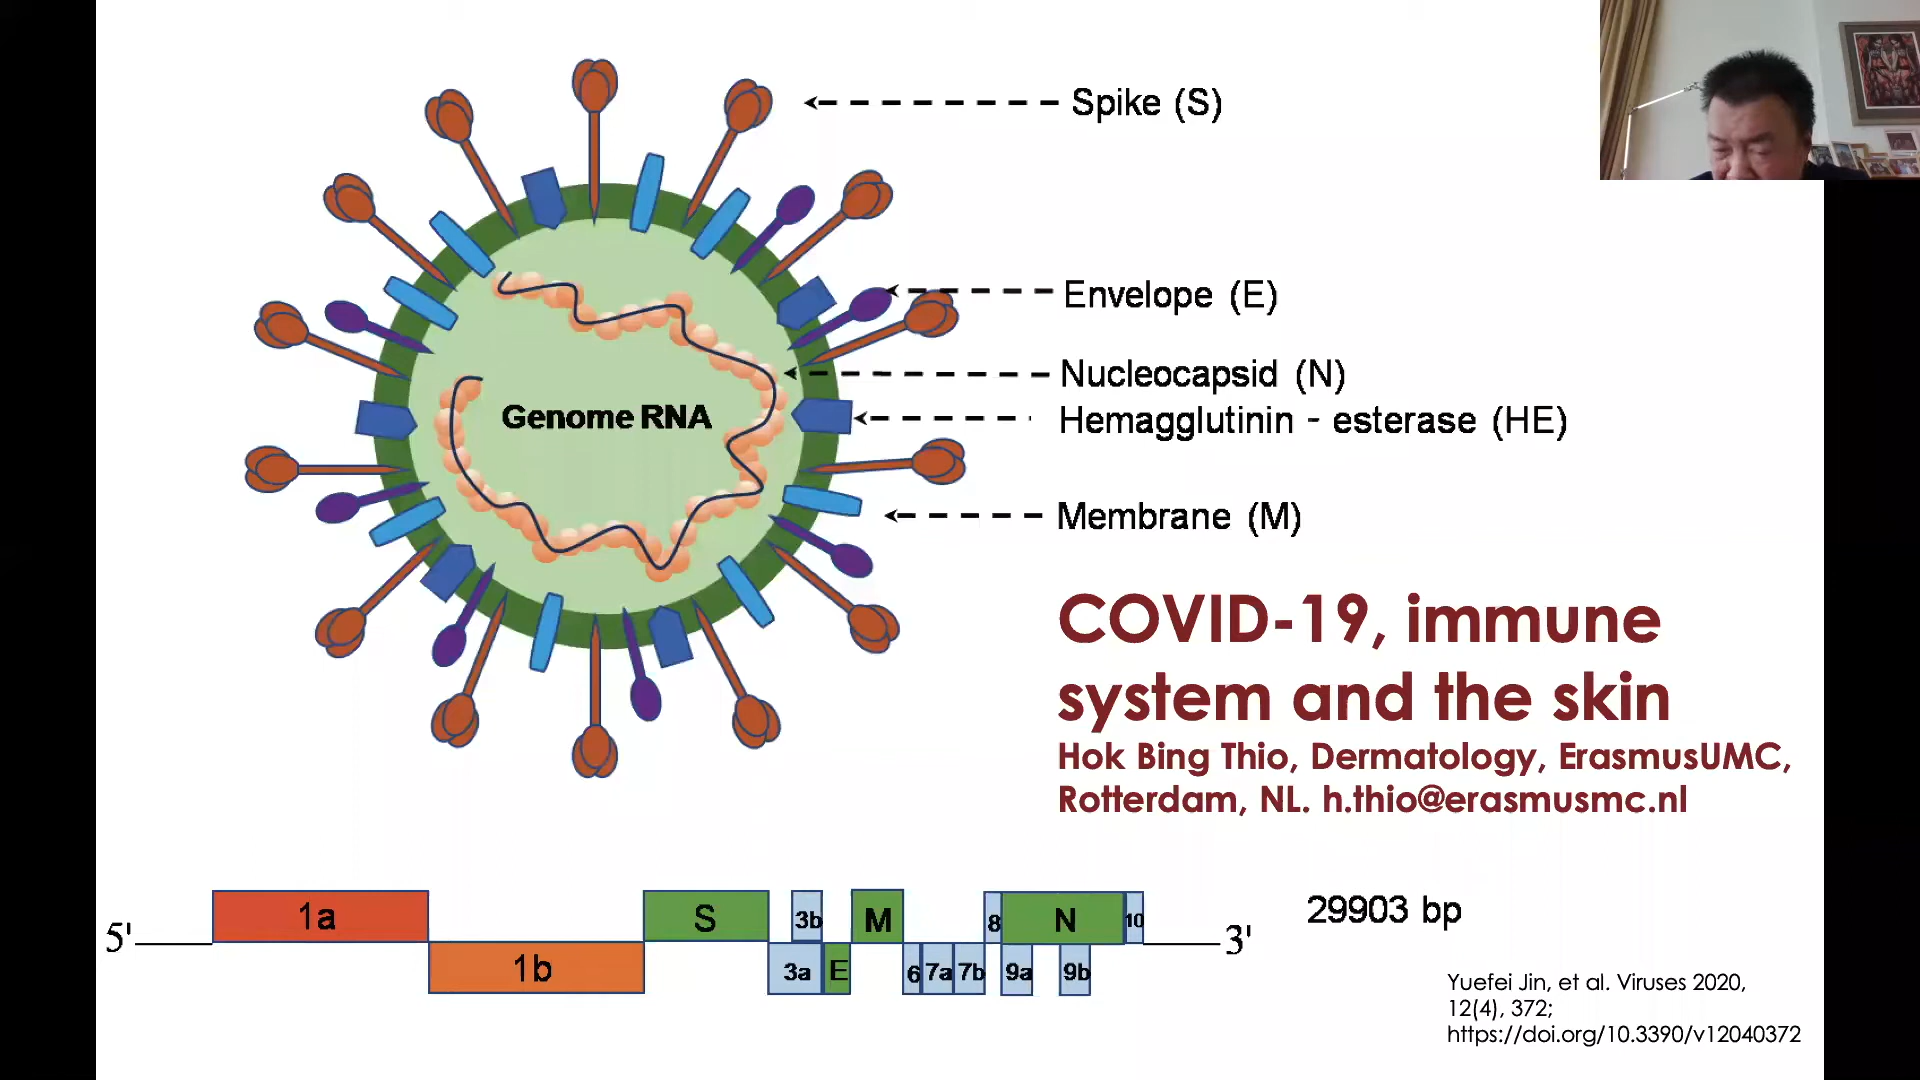 Spike (S)
Envelope (E)
Nucleocapsid (N)
Genome RNA
Hemagglutinin - esterase (HE)
Membrane (M)
COVID-19, immune
system and the skin
Hok Bing Thio, Dermatology, ErasmusUMC,
Rotterdam, NL. h.thio@erasmusmc.nl
5' 1a S 3b M 8 N 10 3'
1b 3a E 6 7a 7b 9a 9b
29903 bp
Yuefei Jin, et al. Viruses 2020,
12(4), 372;
https://doi.org/10.3390/v12040372